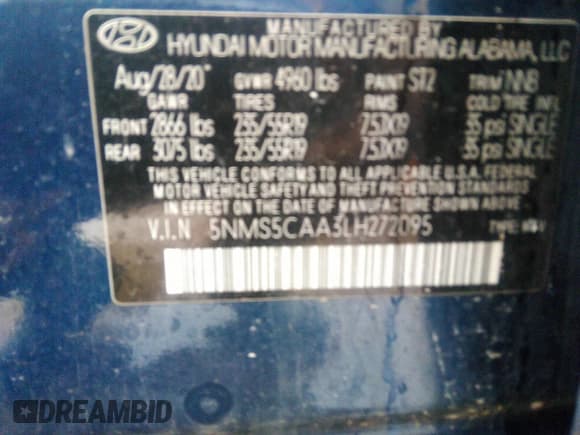 MANUFACTURED BY
HYUNDAI MOTOR MANUFACTURING ALABAMA, LLC
Aug/28/20 GVWR 4960 lbs PAINT ST2 TRIM NNB
GAWR TIRES RIMS COLD TIRE INFL
FRONT 2866 lbs 235/55R19 7.5JX19 35 psi SINGLE
REAR 3075 lbs 235/55R19 7.5JX19 35 psi SINGLE
THIS VEHICLE CONFORMS TO ALL APPLICABLE U.S.A. FEDERAL
MOTOR VEHICLE SAFETY AND THEFT PREVENTION STANDARDS
IN EFFECT ON THE DATE OF MANUFACTURE SHOWN ABOVE
V.I.N 5NMS5CAA3LH272095 TYPE
DREAMBID